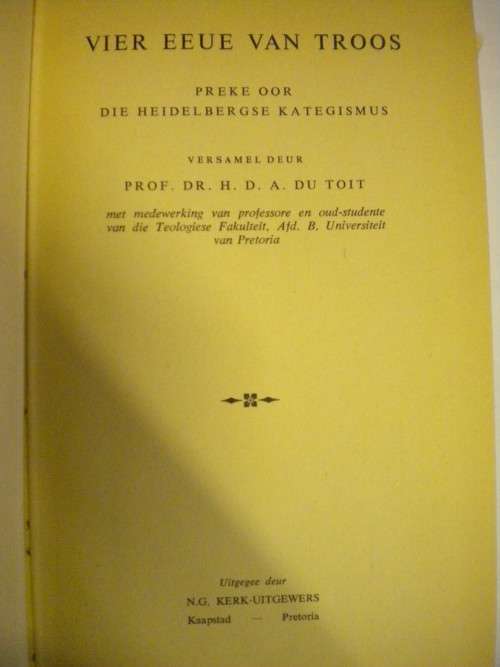 VIER EEUE VAN TROOS
PREKE OOR
DIE HEIDELBERGSE KATEGISMUS
VERSAMEL DEUR
PROF. DR. H. D. A. DU TOIT
met medewerking van professore en oud-studente
van die Teologiese Fakulteit, Afd. B, Universiteit
van Pretoria
Uitgegee deur
N.G. KERK-UITGEWERS
Kaapstad — Pretoria